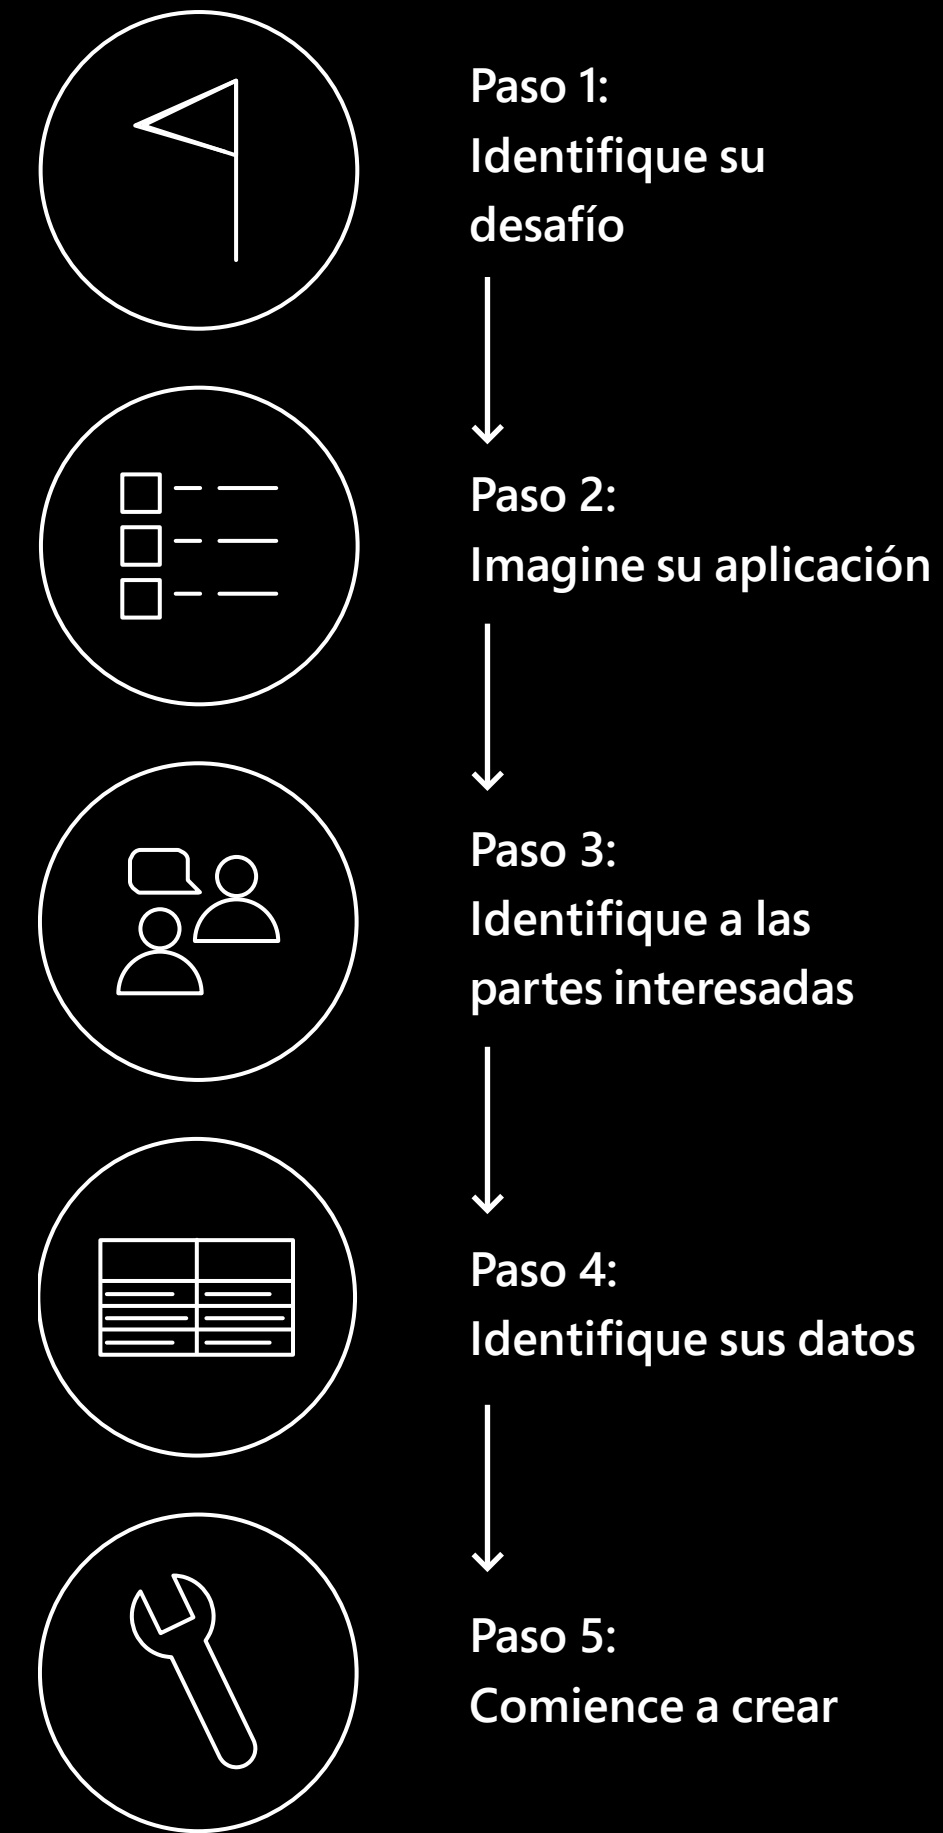 Paso 1:
Identifique su
desafío
Paso 2:
Imagine su aplicación
Paso 3:
Identifique a las
partes interesadas
Paso 4:
Identifique sus datos
Paso 5:
Comience a crear